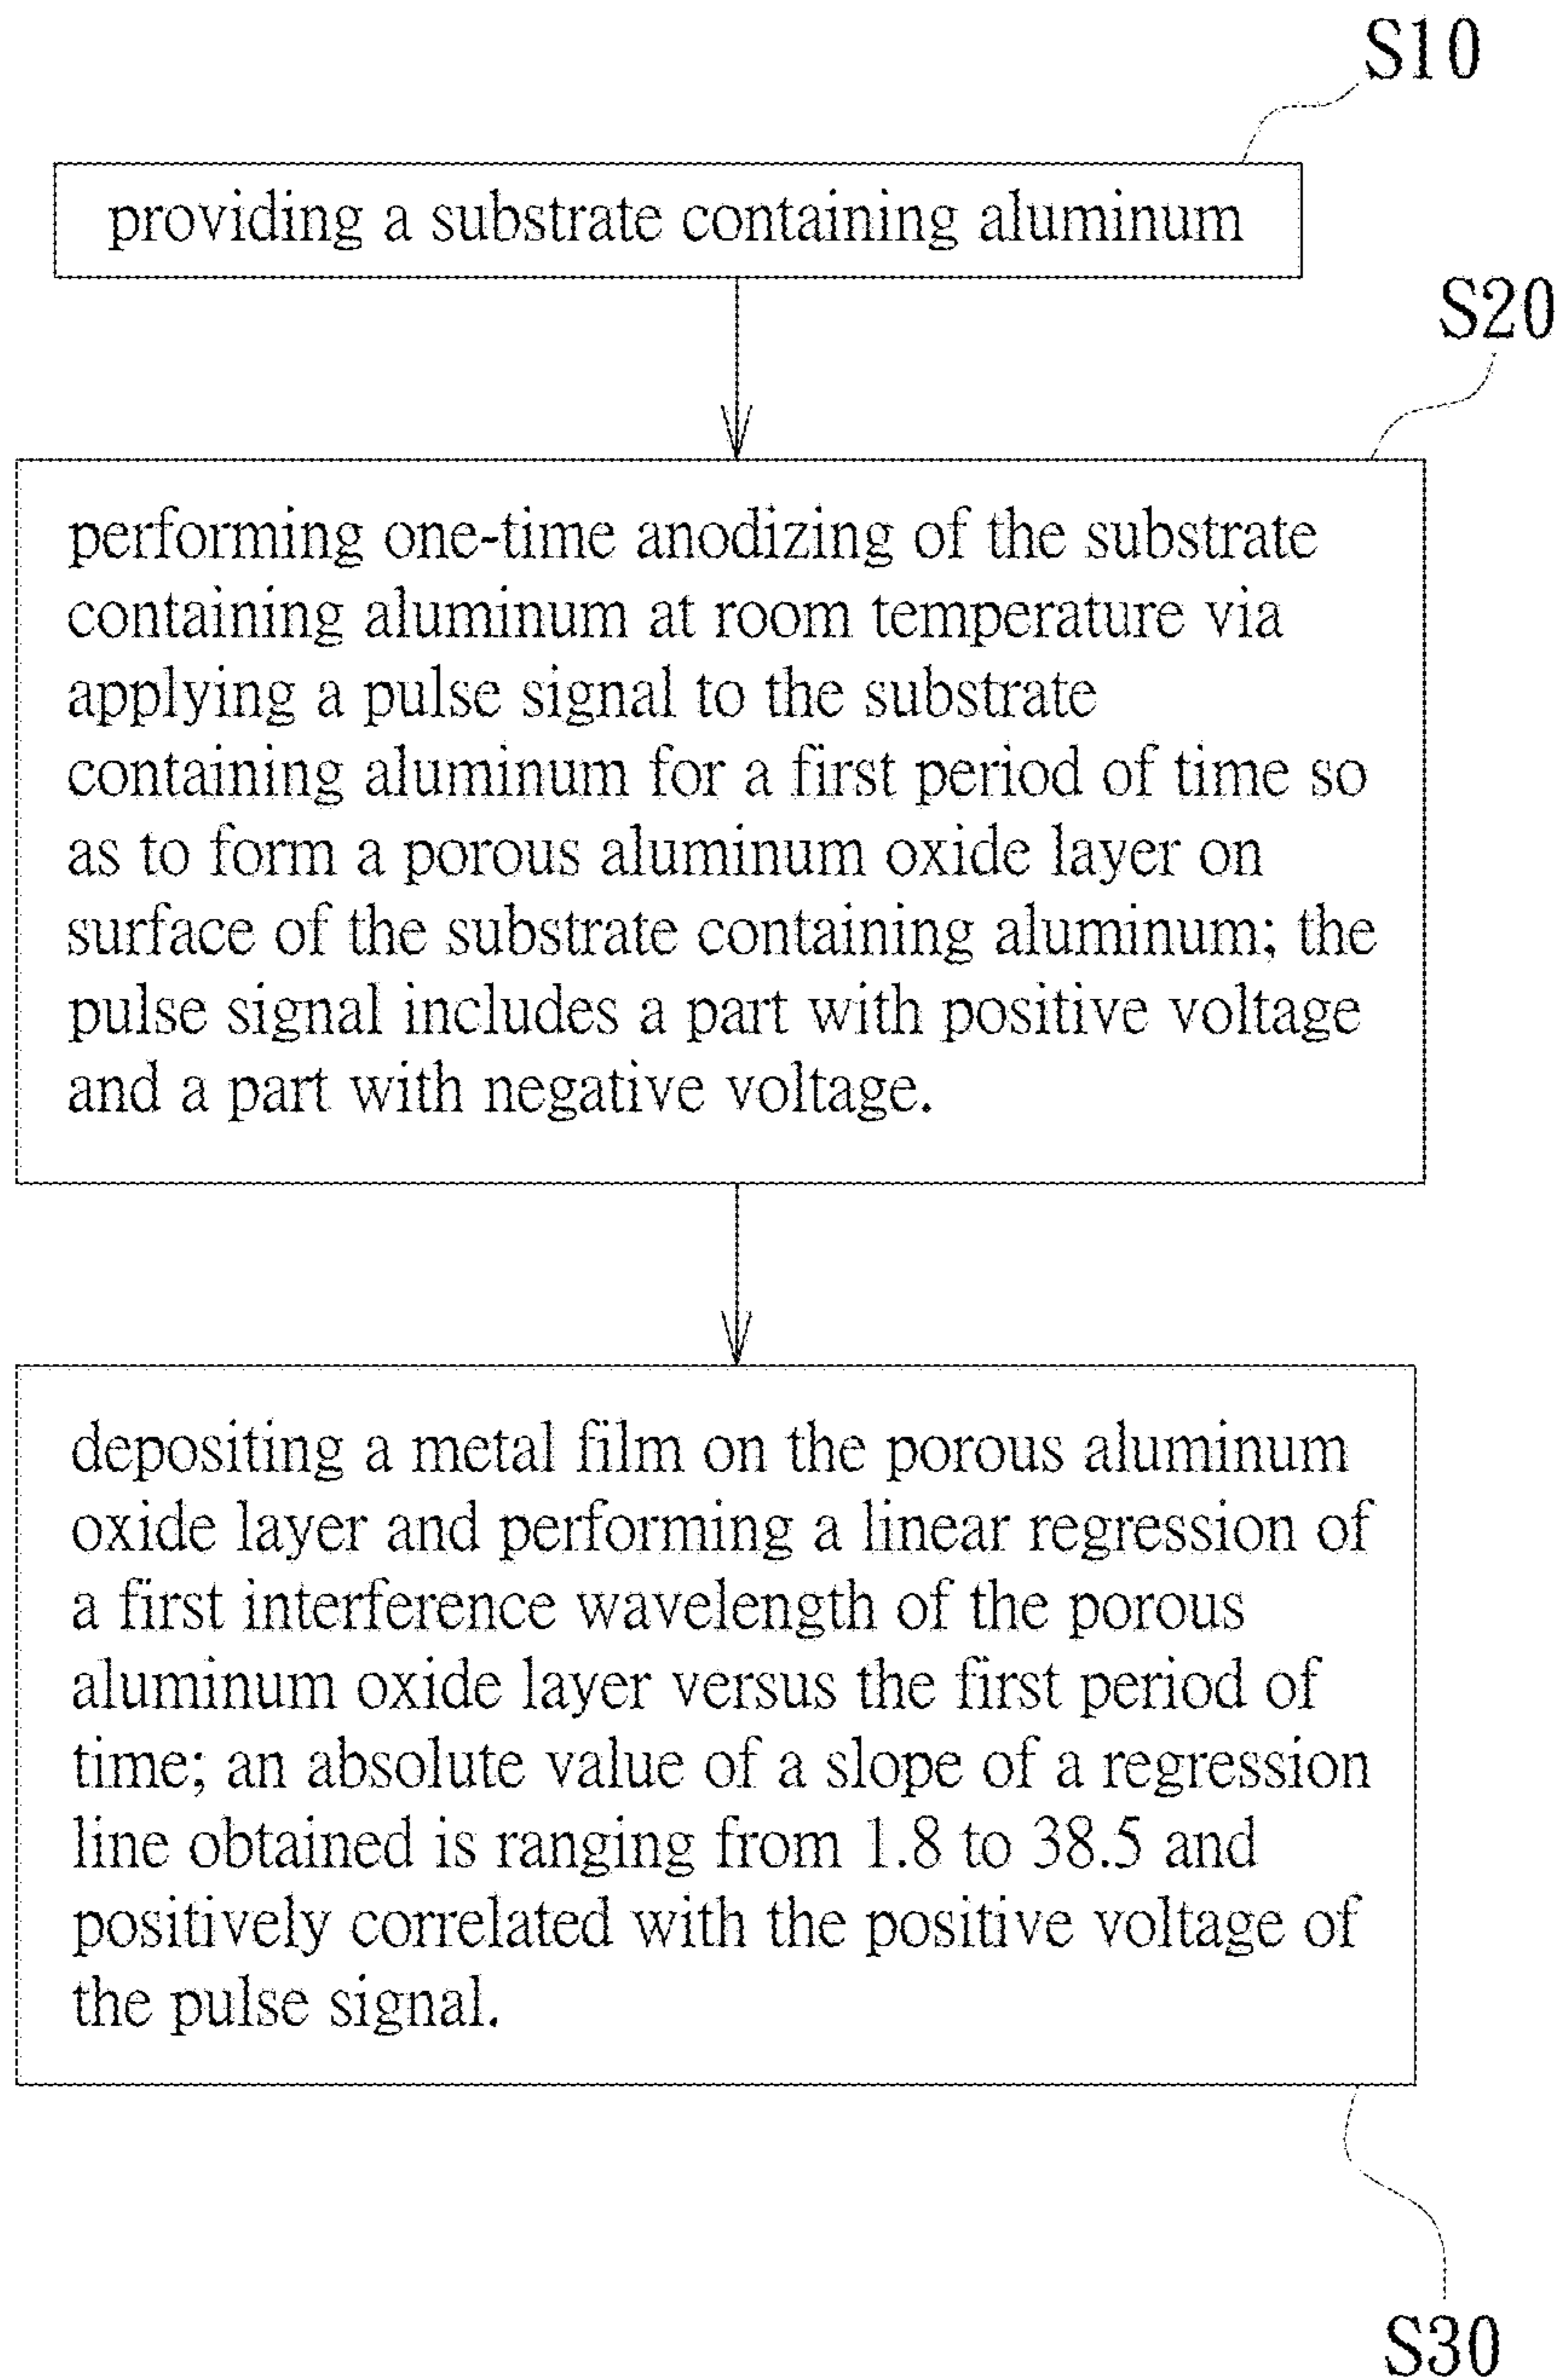 S10
providing a substrate containing aluminum
S20
performing one-time anodizing of the substrate
containing aluminum at room temperature via
applying a pulse signal to the substrate
containing aluminum for a first period of time so
as to form a porous aluminum oxide layer on
surface of the substrate containing aluminum; the
pulse signal includes a part with positive voltage
and a part with negative voltage.
depositing a metal film on the porous aluminum
oxide layer and performing a linear regression of
a first interference wavelength of the porous
aluminum oxide layer versus the first period of
time; an absolute value of a slope of a regression
line obtained is ranging from 1.8 to 38.5 and
positively correlated with the positive voltage of
the pulse signal.
S30